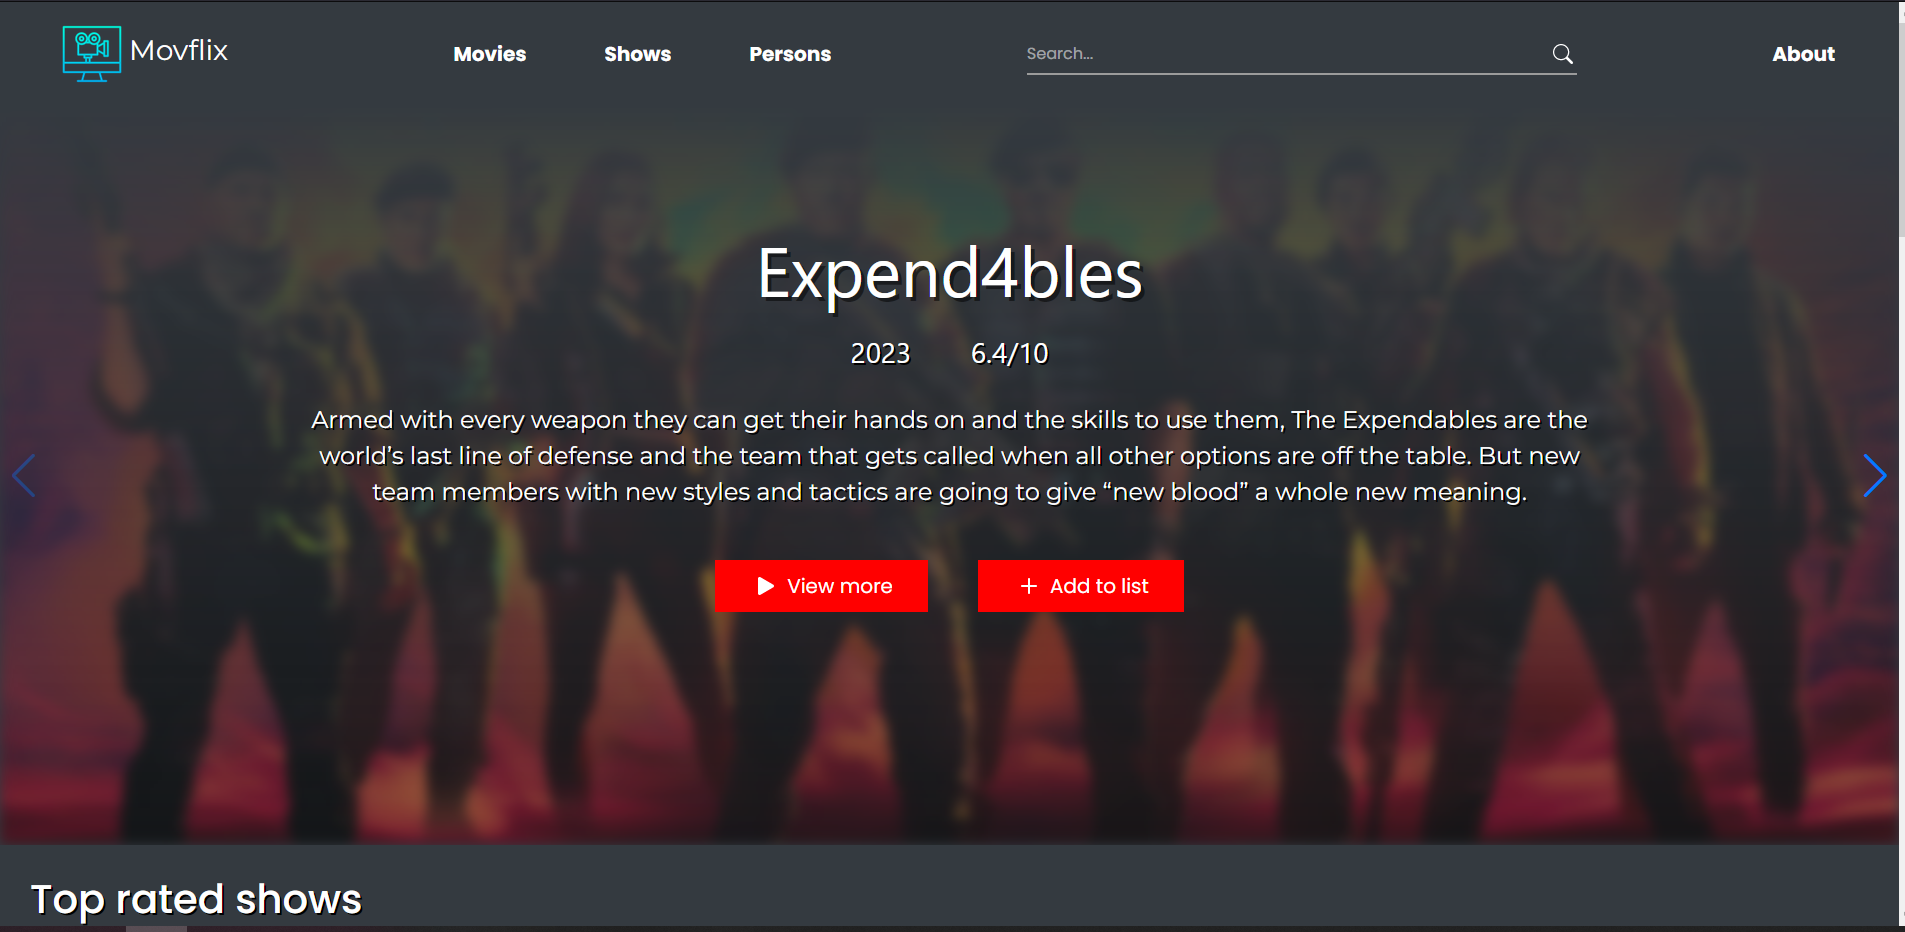 Movflix
Movies
Shows
Persons
Search...
About
Expend4bles
2023
6.4/10
Armed with every weapon they can get their hands on and the skills to use them, The Expendables are the
world’s last line of defense and the team that gets called when all other options are off the table. But new
team members with new styles and tactics are going to give “new blood” a whole new meaning.
View more
Add to list
Top rated shows